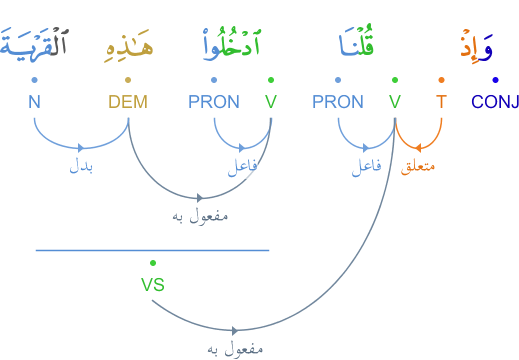 وَإِذْ قُلْنَا ٱدْخُلُوا۟ هَـٰذِهِ ٱلْقَرْيَةَ
N DEM PRON V PRON V T CONJ
بدل فاعل فاعل متعلق
مفعول به
VS
مفعول به